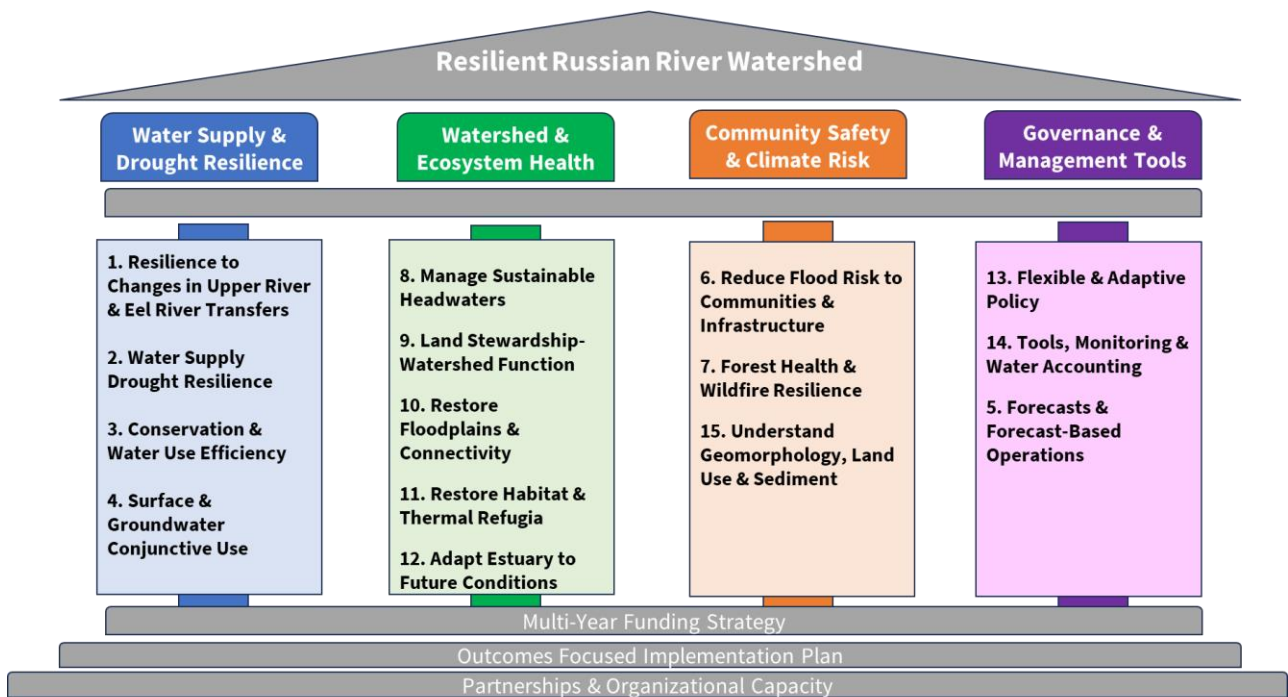 Resilient Russian River Watershed
Water Supply &
Drought Resilience
Watershed &
Ecosystem Health
Community Safety
& Climate Risk
Governance &
Management Tools
1. Resilience to
Changes in Upper River
& Eel River Transfers
2. Water Supply
Drought Resilience
3. Conservation &
Water Use Efficiency
4. Surface &
Groundwater
Conjunctive Use
8. Manage Sustainable
Headwaters
9. Land Stewardship-
Watershed Function
10. Restore
Floodplains &
Connectivity
11. Restore Habitat &
Thermal Refugia
12. Adapt Estuary to
Future Conditions
6. Reduce Flood Risk to
Communities &
Infrastructure
7. Forest Health &
Wildfire Resilience
15. Understand
Geomorphology, Land
Use & Sediment
13. Flexible & Adaptive
Policy
14. Tools, Monitoring &
Water Accounting
5. Forecasts &
Forecast-Based
Operations
Multi-Year Funding Strategy
Outcomes Focused Implementation Plan
Partnerships & Organizational Capacity